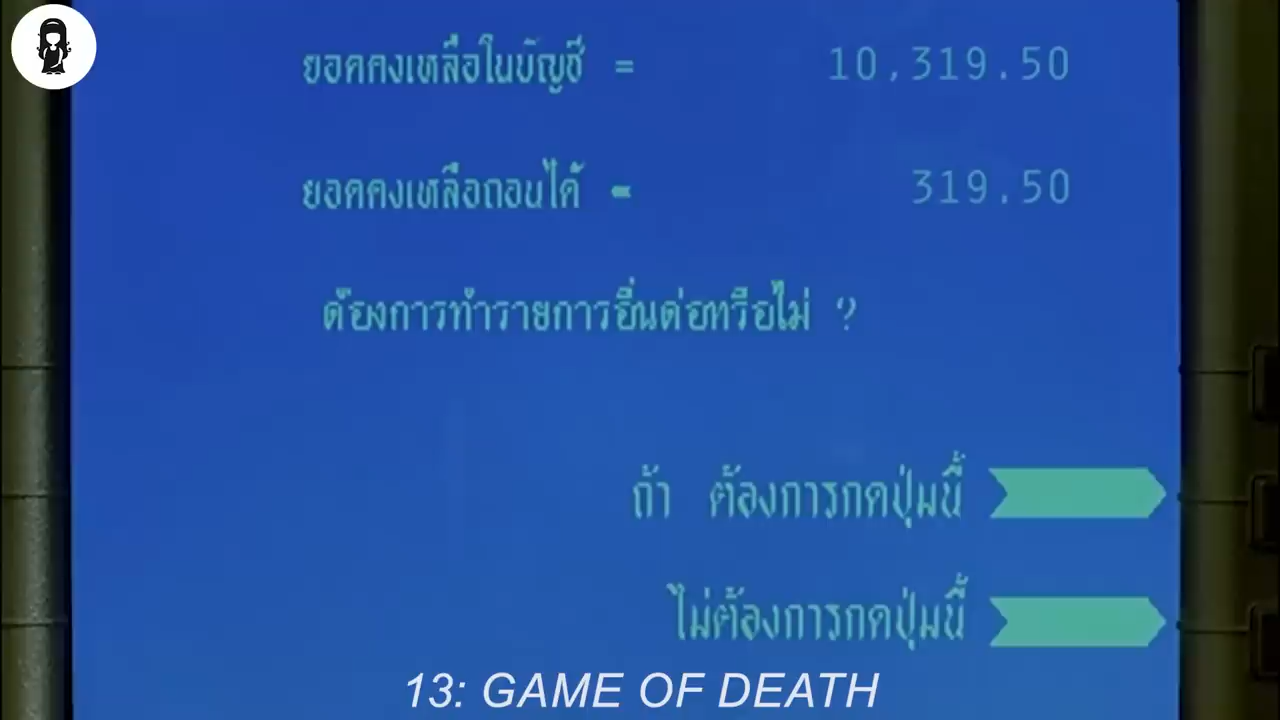 ยอดคงเหลือในบัญชี = 10,319.50
ยอดคงเหลือถอนได้ = 319.50
ต้องการทำรายการอื่นต่อหรือไม่ ?
ถ้า ต้องการกดปุ่มนี้
ไม่ต้องการกดปุ่มนี้
13: GAME OF DEATH